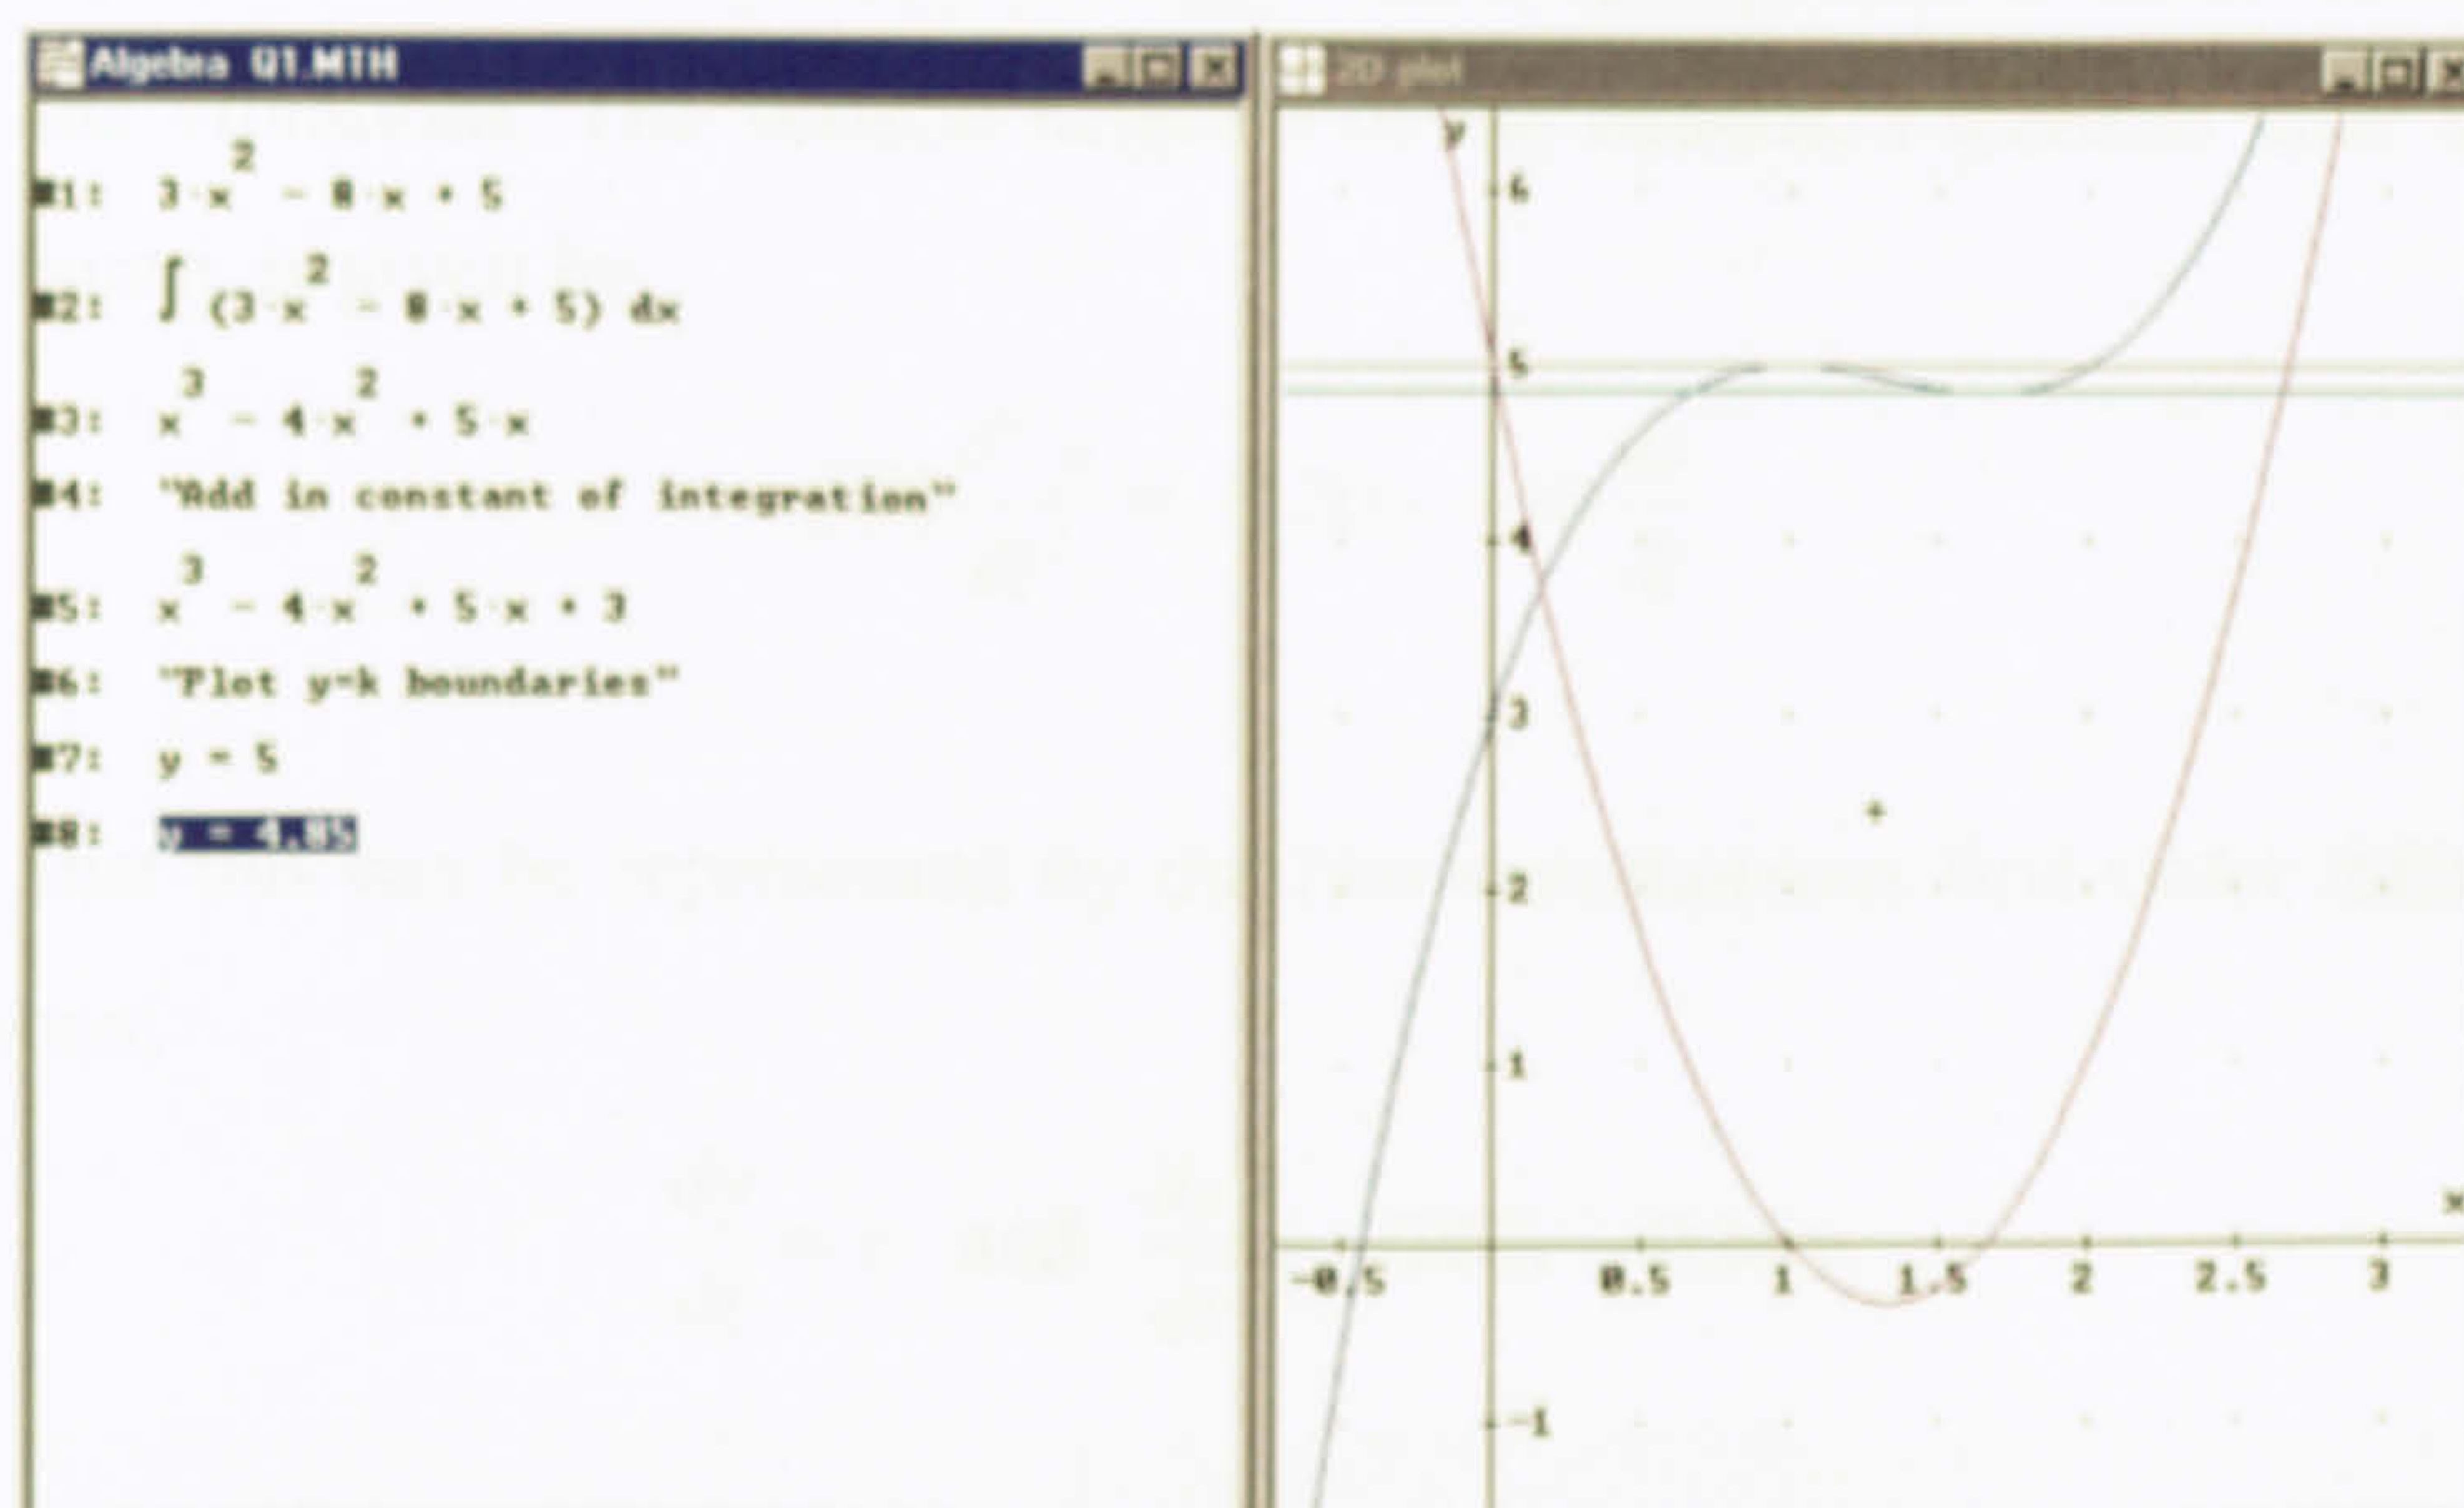 Algebra Q1.MTH
#1: 3·x² - 8·x + 5
#2: ∫ (3·x² - 8·x + 5) dx
#3: x³ - 4·x² + 5·x
#4: "Add in constant of integration"
#5: x³ - 4·x² + 5·x + 3
#6: "Plot y=k boundaries"
#7: y = 5
#8: y = 4.85
2D-plot
y
6
5
4
3
2
1
x
-0.5 0.5 1 1.5 2 2.5 3
-1